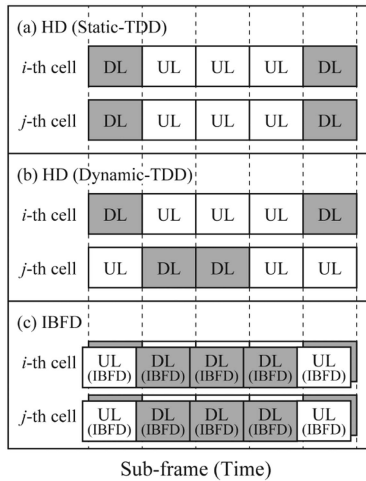 (a) HD (Static-TDD)
i-th cell DL UL UL UL DL
j-th cell DL UL UL UL DL
(b) HD (Dynamic-TDD)
i-th cell DL UL UL UL DL
j-th cell UL DL DL UL UL
(c) IBFD
i-th cell UL DL DL DL UL
(IBFD) (IBFD) (IBFD) (IBFD) (IBFD)
j-th cell UL DL DL DL UL
(IBFD) (IBFD) (IBFD) (IBFD) (IBFD)
Sub-frame (Time)